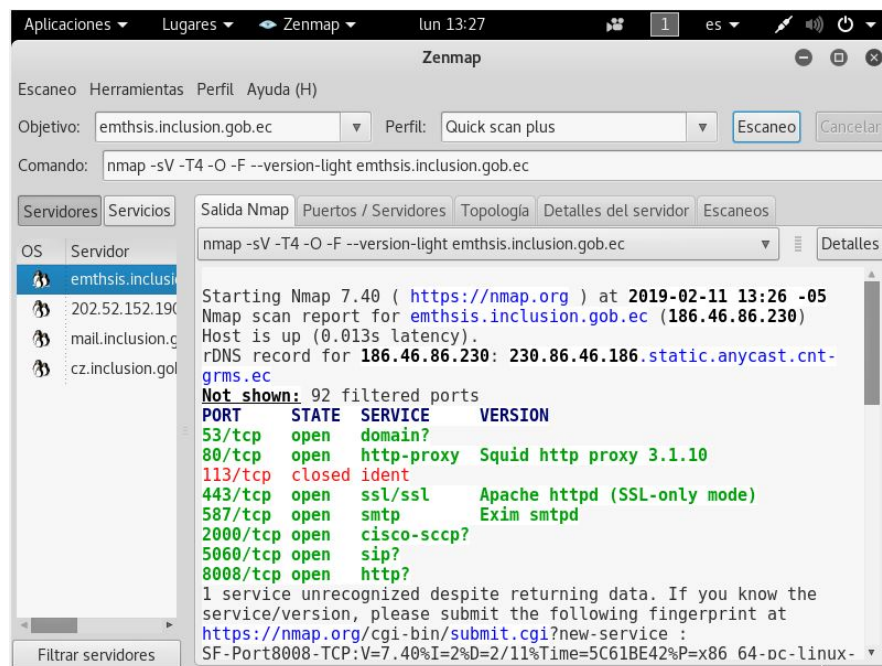 Aplicaciones Lugares Zenmap lun 13:27 1 es
Zenmap
Escaneo Herramientas Perfil Ayuda (H)
Objetivo: emthsis.inclusion.gob.ec Perfil: Quick scan plus Escaneo Cancelar
Comando: nmap -sV -T4 -O -F --version-light emthsis.inclusion.gob.ec
Servidores Servicios Salida Nmap Puertos / Servidores Topología Detalles del servidor Escaneos
nmap -sV -T4 -O -F --version-light emthsis.inclusion.gob.ec Detalles
OS Servidor
emthsis.inclusi
202.52.152.190
mail.inclusion.g
cz.inclusion.gol
Starting Nmap 7.40 ( https://nmap.org ) at 2019-02-11 13:26 -05
Nmap scan report for emthsis.inclusion.gob.ec (186.46.86.230)
Host is up (0.013s latency).
rDNS record for 186.46.86.230: 230.86.46.186.static.anycast.cnt-
grms.ec
Not shown: 92 filtered ports
PORT STATE SERVICE VERSION
53/tcp open domain?
80/tcp open http-proxy Squid http proxy 3.1.10
113/tcp closed ident
443/tcp open ssl/ssl Apache httpd (SSL-only mode)
587/tcp open smtp Exim smtpd
2000/tcp open cisco-sccp?
5060/tcp open sip?
8008/tcp open http?
1 service unrecognized despite returning data. If you know the
service/version, please submit the following fingerprint at
https://nmap.org/cgi-bin/submit.cgi?new-service :
SF-Port8008-TCP:V=7.40%I=2%D=2/11%Time=5C61BE42%P=x86_64-pc-linux-
Filtrar servidores